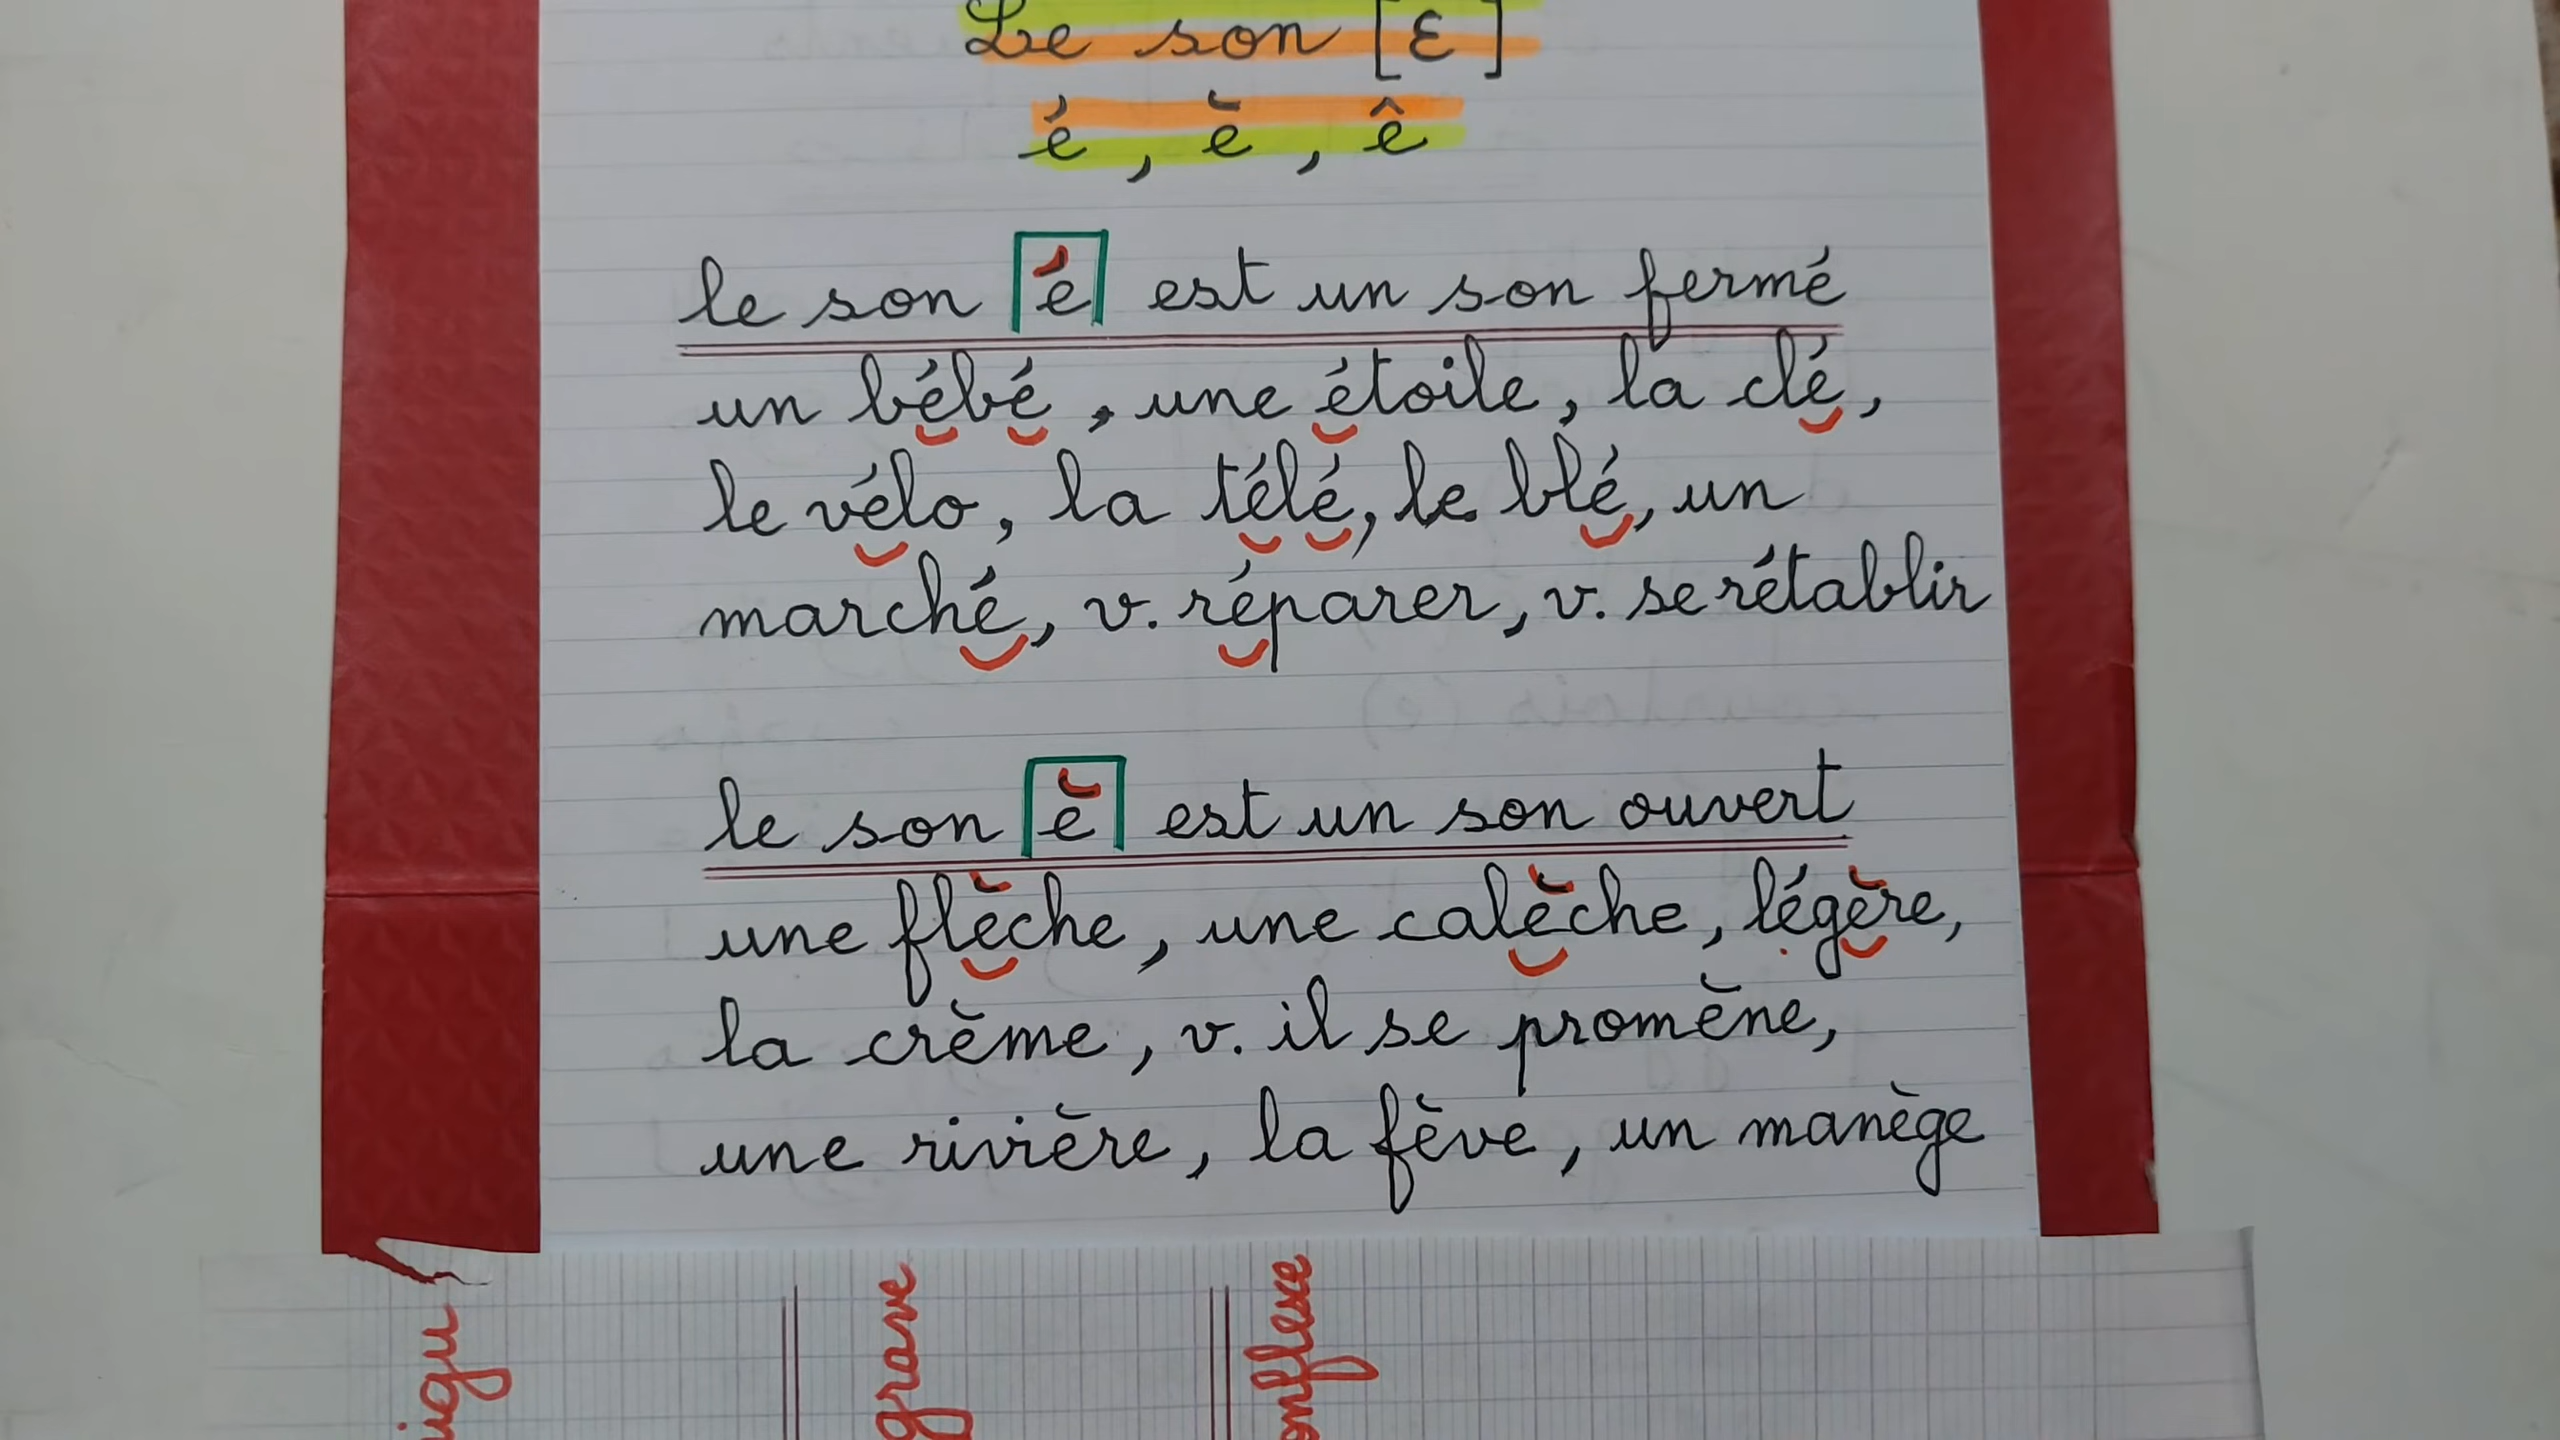 Le son [ε]
é, è, ê
le son é est un son fermé
un bébé, une étoile, la clé,
le vélo, la télé, le blé, un
marché, v. réparer, v. se rétablir
le son è est un son ouvert
une flèche, une calèche, légère,
la crème, v. il se promène,
une rivière, la fève, un manège
igu
grave
onflexe